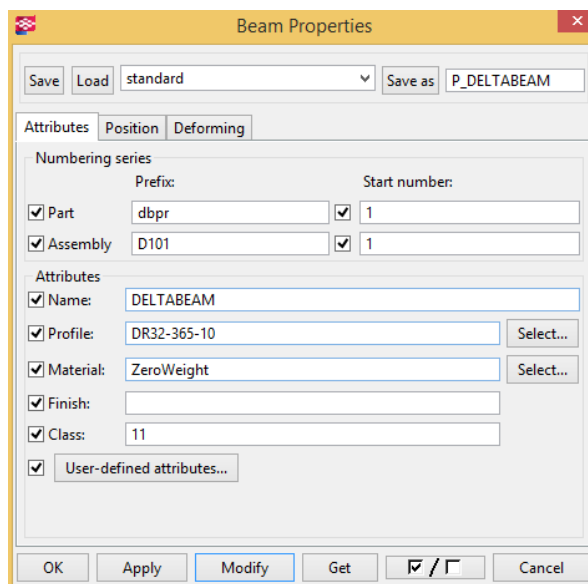 Beam Properties
Save Load standard Save as P_DELTABEAM
Attributes Position Deforming
Numbering series
Prefix: Start number:
Part dbpr 1
Assembly D101 1
Attributes
Name: DELTABEAM
Profile: DR32-365-10 Select...
Material: ZeroWeight Select...
Finish:
Class: 11
User-defined attributes...
OK Apply Modify Get / Cancel